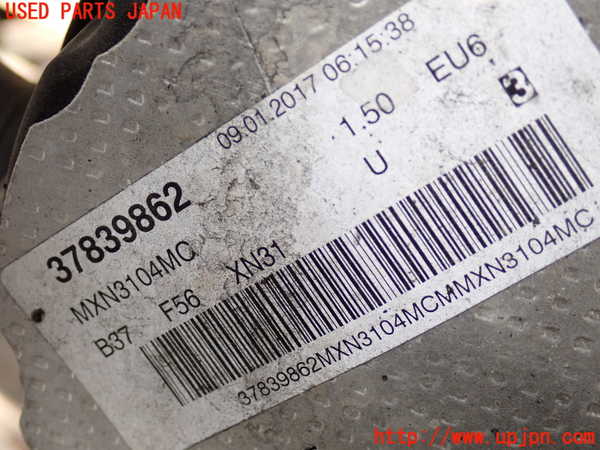 USED PARTS JAPAN
09.01.2017 06:15:38
1.50 EU6
3
U
37839862
MXN3104MC
B37 F56 XN31
37839862MXN3104MCMMXN3104MC
http://www.upjpn.com